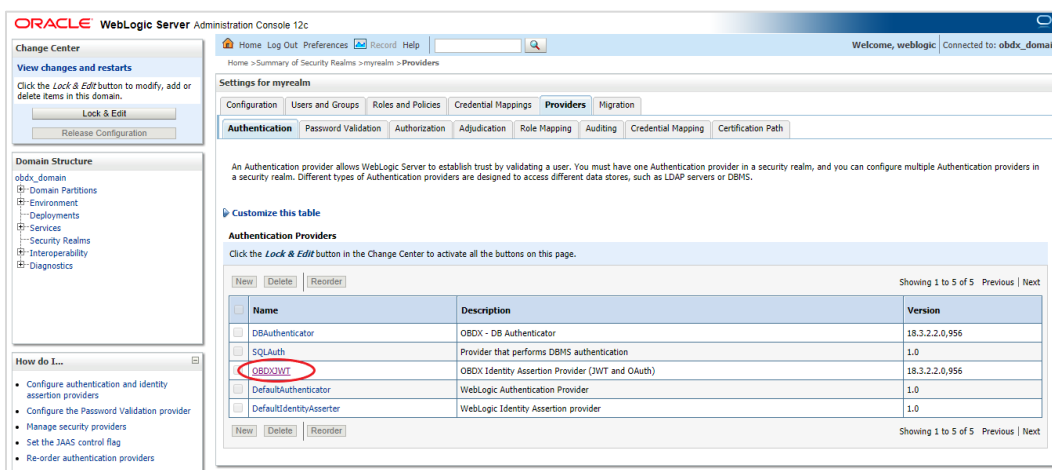 ORACLE WebLogic Server Administration Console 12c
Change Center
View changes and restarts
Click the Lock & Edit button to modify, add or
delete items in this domain.
Lock & Edit
Release Configuration
Domain Structure
obdx_domain
Domain Partitions
Environment
Deployments
Services
Security Realms
Interoperability
Diagnostics
How do I...
Configure authentication and identity
assertion providers
Configure the Password Validation provider
Manage security providers
Set the JAAS control flag
Re-order authentication providers
Home Log Out Preferences Record Help
Welcome, weblogic Connected to: obdx_domai
Home >Summary of Security Realms >myrealm >Providers
Settings for myrealm
Configuration Users and Groups Roles and Policies Credential Mappings Providers Migration
Authentication Password Validation Authorization Adjudication Role Mapping Auditing Credential Mapping Certification Path
An Authentication provider allows WebLogic Server to establish trust by validating a user. You must have one Authentication provider in a security realm, and you can configure multiple Authentication providers in
a security realm. Different types of Authentication providers are designed to access different data stores, such as LDAP servers or DBMS.
Customize this table
Authentication Providers
Click the Lock & Edit button in the Change Center to activate all the buttons on this page.
New Delete Reorder Showing 1 to 5 of 5 Previous | Next
Name Description Version
DBAuthenticator OBDX - DB Authenticator 18.3.2.2.0,956
SQLAuth Provider that performs DBMS authentication 1.0
OBDXJWT OBDX Identity Assertion Provider (JWT and OAuth) 18.3.2.2.0,956
DefaultAuthenticator WebLogic Authentication Provider 1.0
DefaultIdentityAsserter WebLogic Identity Assertion provider 1.0
New Delete Reorder Showing 1 to 5 of 5 Previous | Next